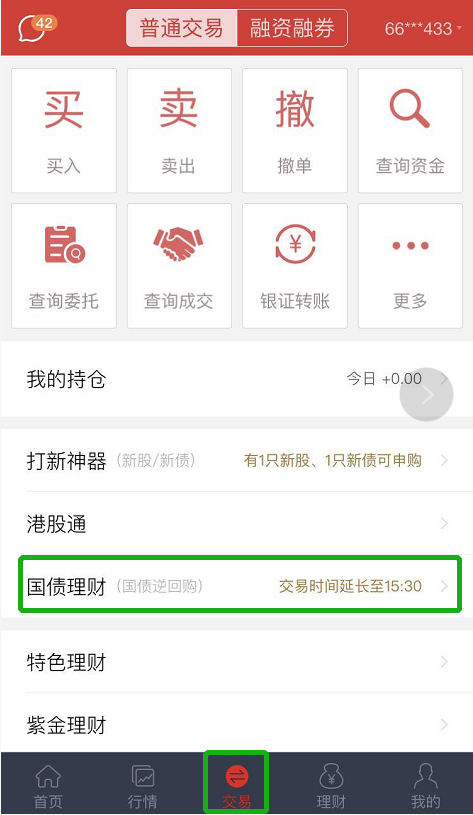 42 普通交易 融资融券 66***433
买 卖 撤
买入 卖出 撤单 查询资金
¥
查询委托 查询成交 银证转账 更多
我的持仓 今日 +0.00
打新神器 (新股/新债) 有1只新股、1只新债可申购
港股通
国债理财 (国债逆回购) 交易时间延长至15:30
特色理财
紫金理财
¥
首页 行情 交易 理财 我的